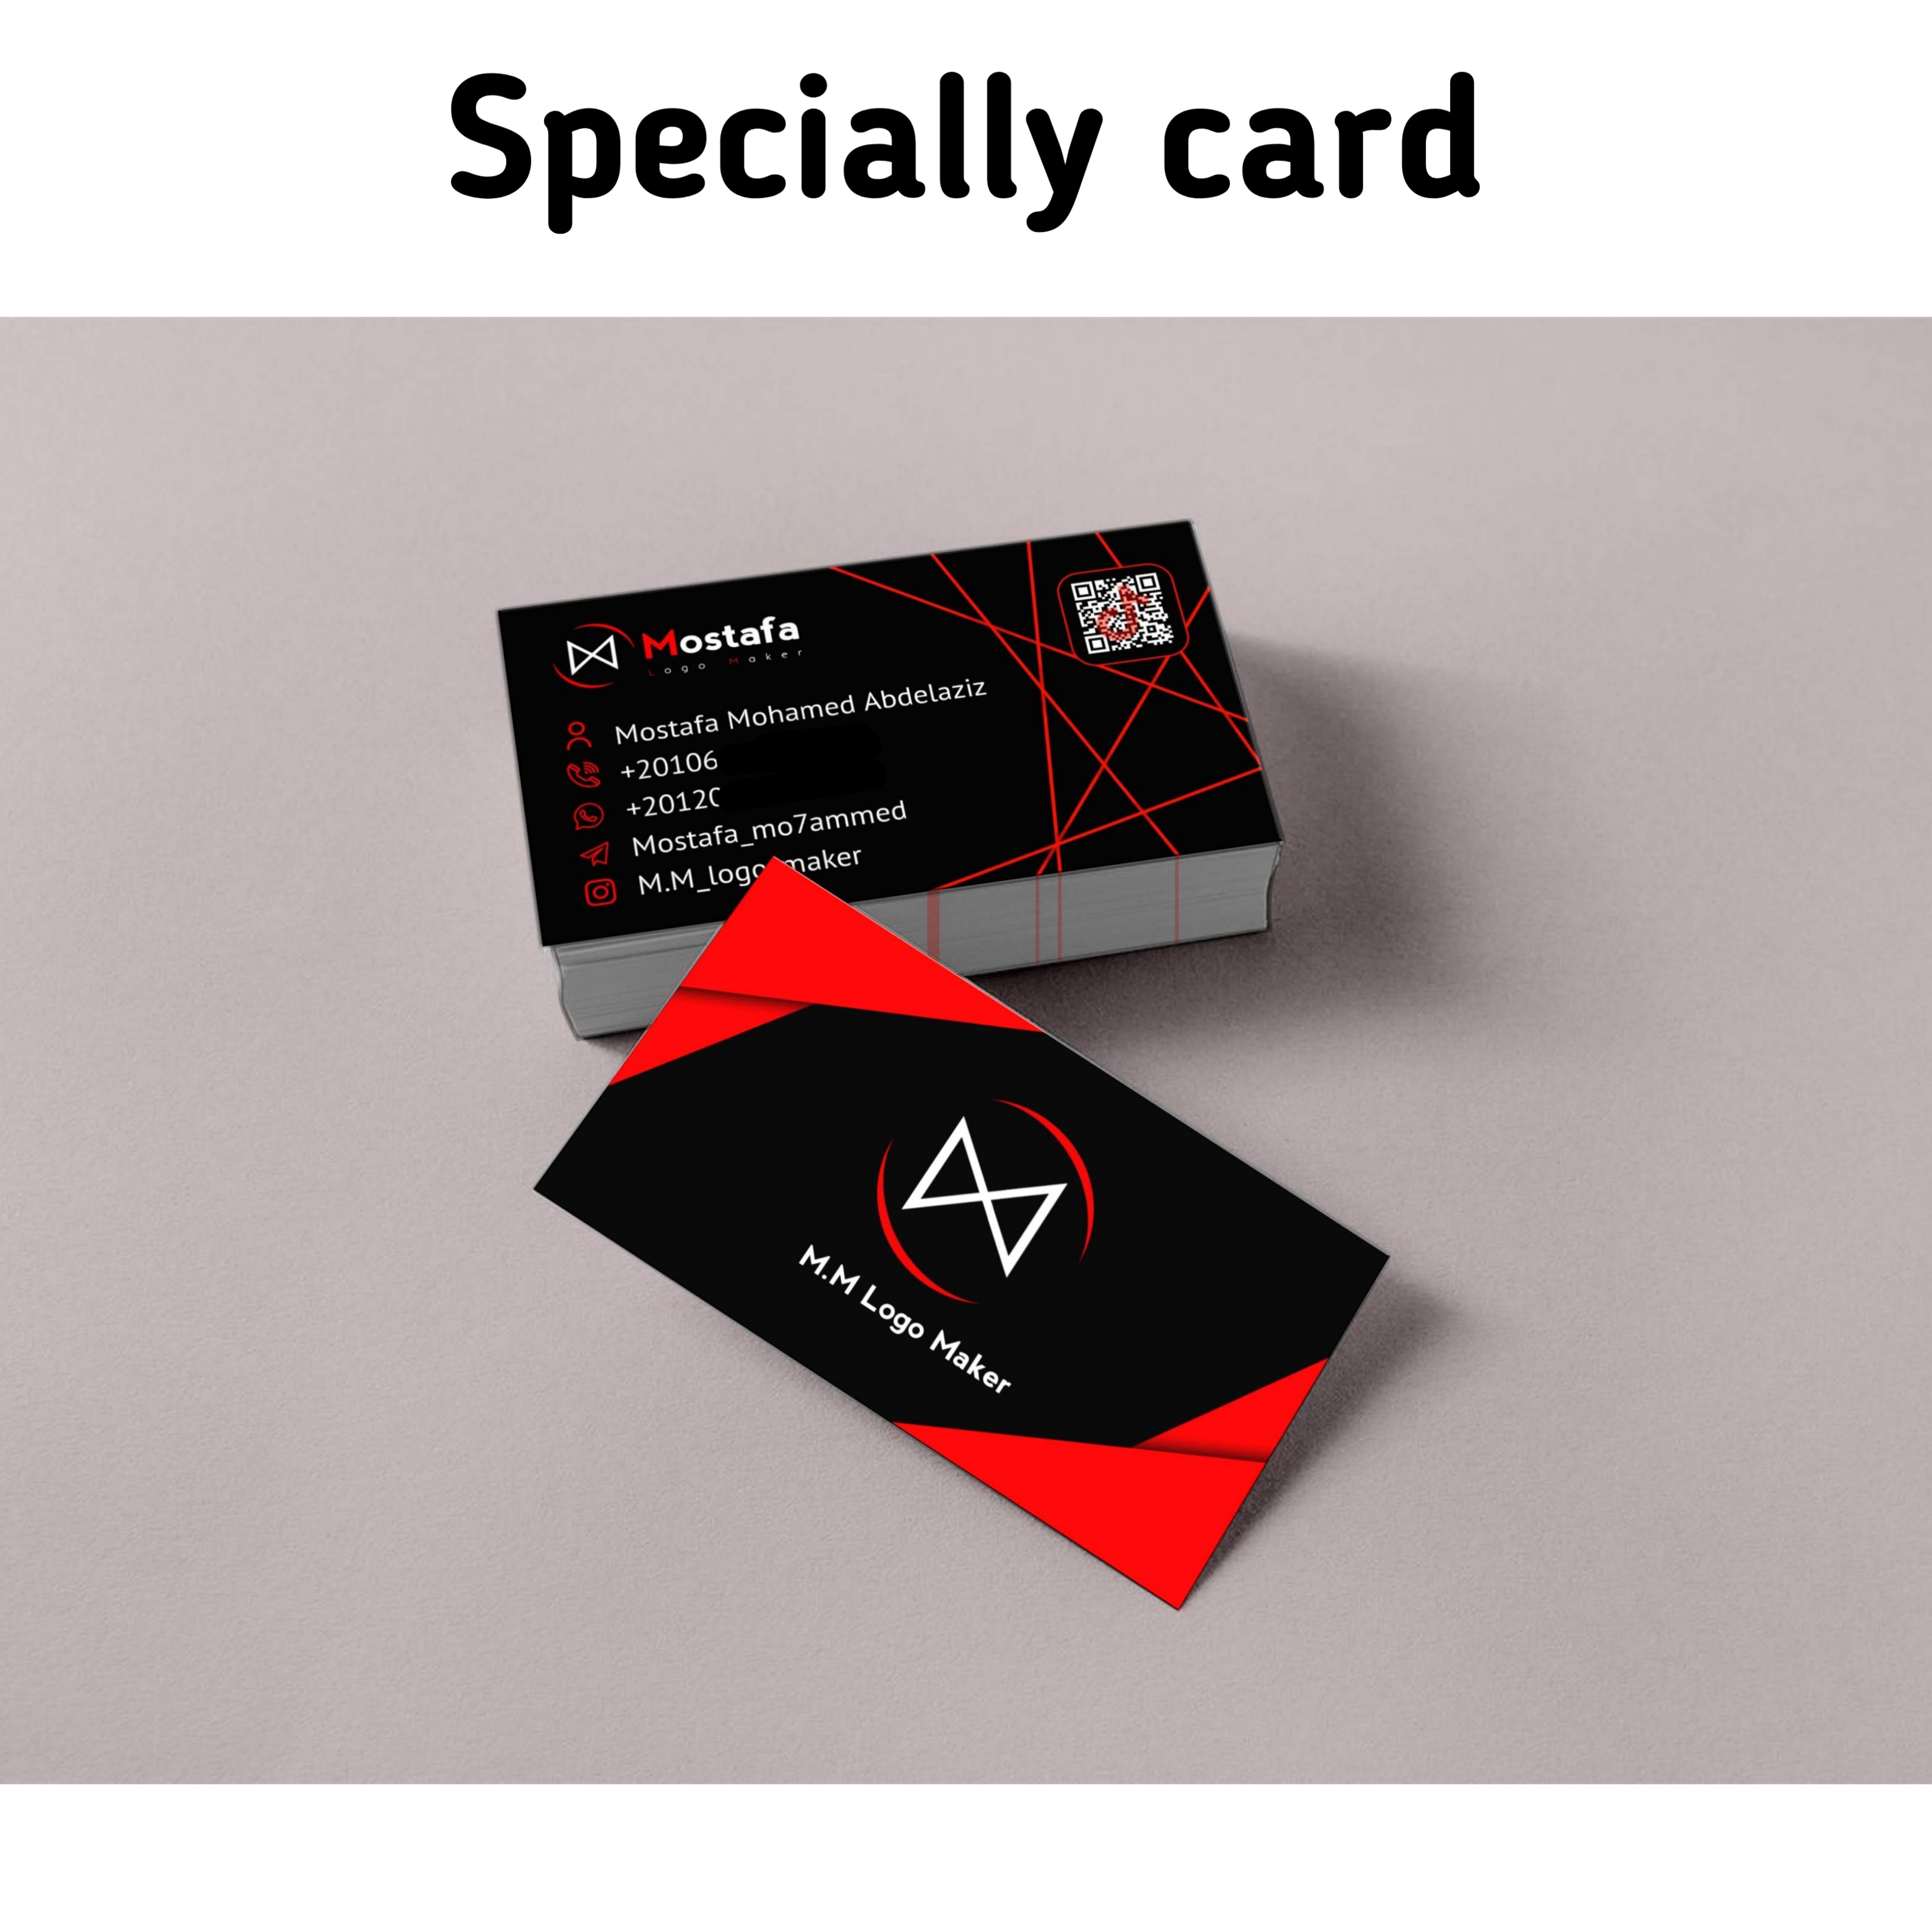 Specially card
Mostafa
Logo Maker
Mostafa Mohamed Abdelaziz
+20106
+2012
Mostafa_mo7ammed
M.M_logo maker
M.M Logo Maker